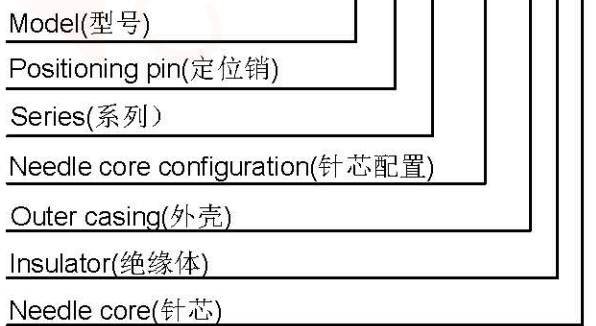 Model(型号)
Positioning pin(定位销)
Series(系列）
Needle core configuration(针芯配置)
Outer casing(外壳)
Insulator(绝缘体)
Needle core(针芯)